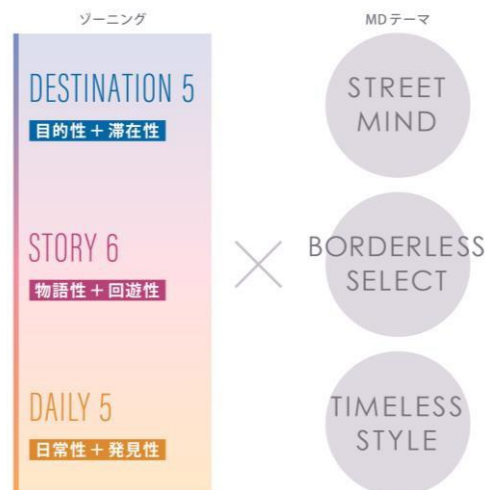 ゾーニング
MDテーマ
DESTINATION 5
目的性+滞在性
STORY 6
物語性+回遊性
DAILY 5
日常性+発見性
×
STREET
MIND
BORDERLESS
SELECT
TIMELESS
STYLE